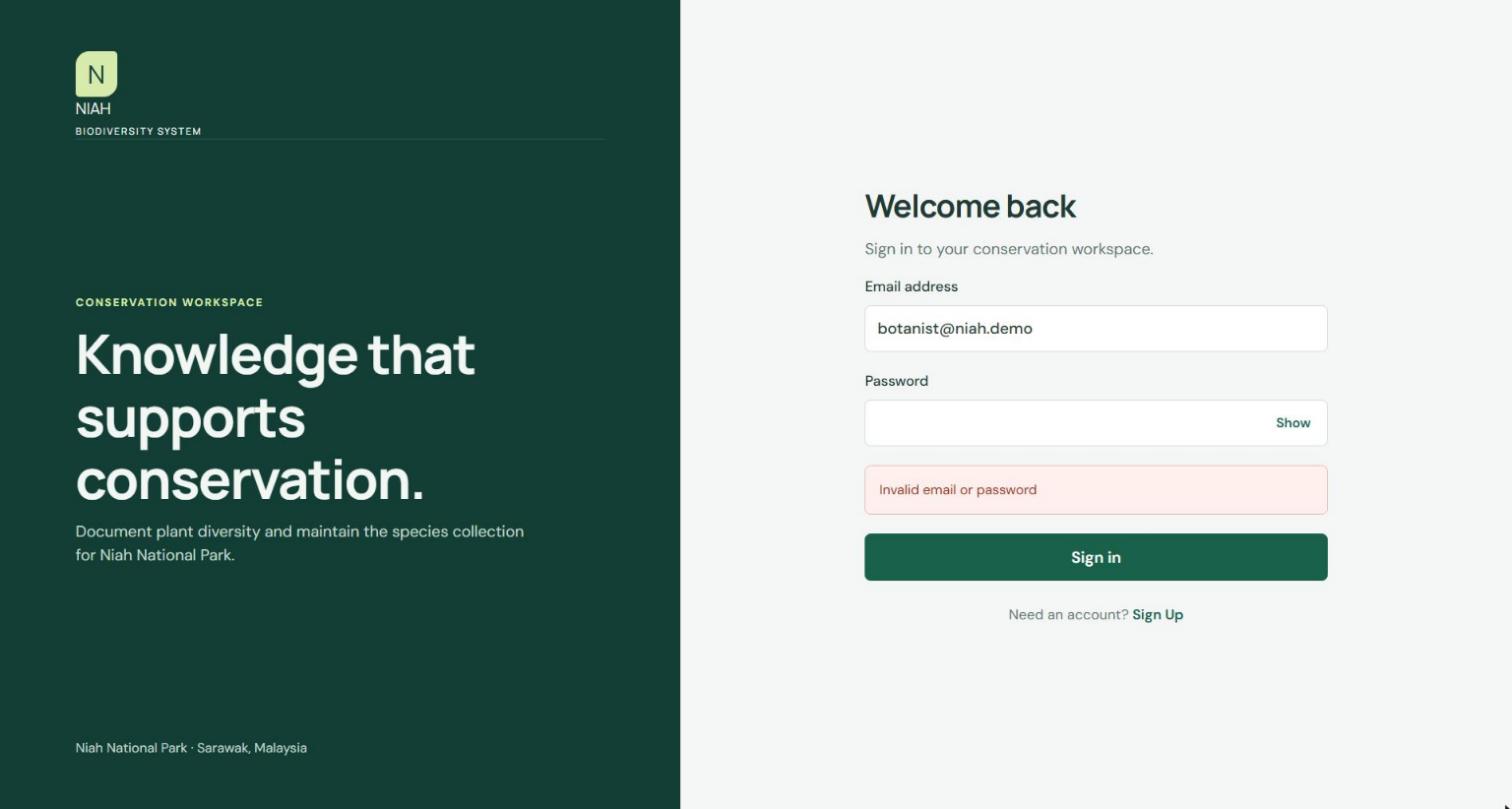 N
NIAH
BIODIVERSITY SYSTEM
CONSERVATION WORKSPACE
Knowledge that
supports
conservation.
Document plant diversity and maintain the species collection
for Niah National Park.
Niah National Park · Sarawak, Malaysia
Welcome back
Sign in to your conservation workspace.
Email address
botanist@niah.demo
Password
Show
Invalid email or password
Sign in
Need an account? Sign Up